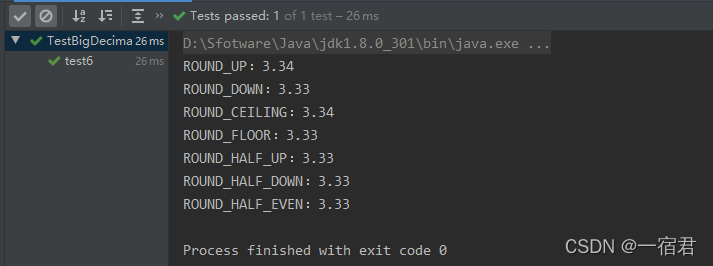 Tests passed: 1 of 1 test – 26 ms
TestBigDecima 26 ms
test6 26 ms
D:\Sfotware\Java\jdk1.8.0_301\bin\java.exe ...
ROUND_UP: 3.34
ROUND_DOWN: 3.33
ROUND_CEILING: 3.34
ROUND_FLOOR: 3.33
ROUND_HALF_UP: 3.33
ROUND_HALF_DOWN: 3.33
ROUND_HALF_EVEN: 3.33
Process finished with exit code 0
CSDN @一宿君